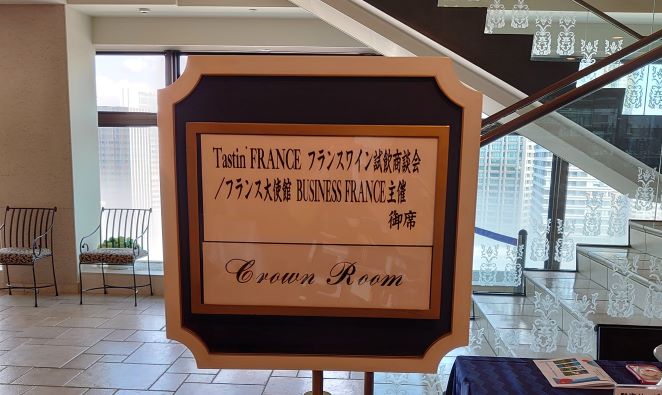 Tastin' FRANCE フランスワイン試飲商談会
/フランス大使館 BUSINESS FRANCE 主催
御席
Crown Room